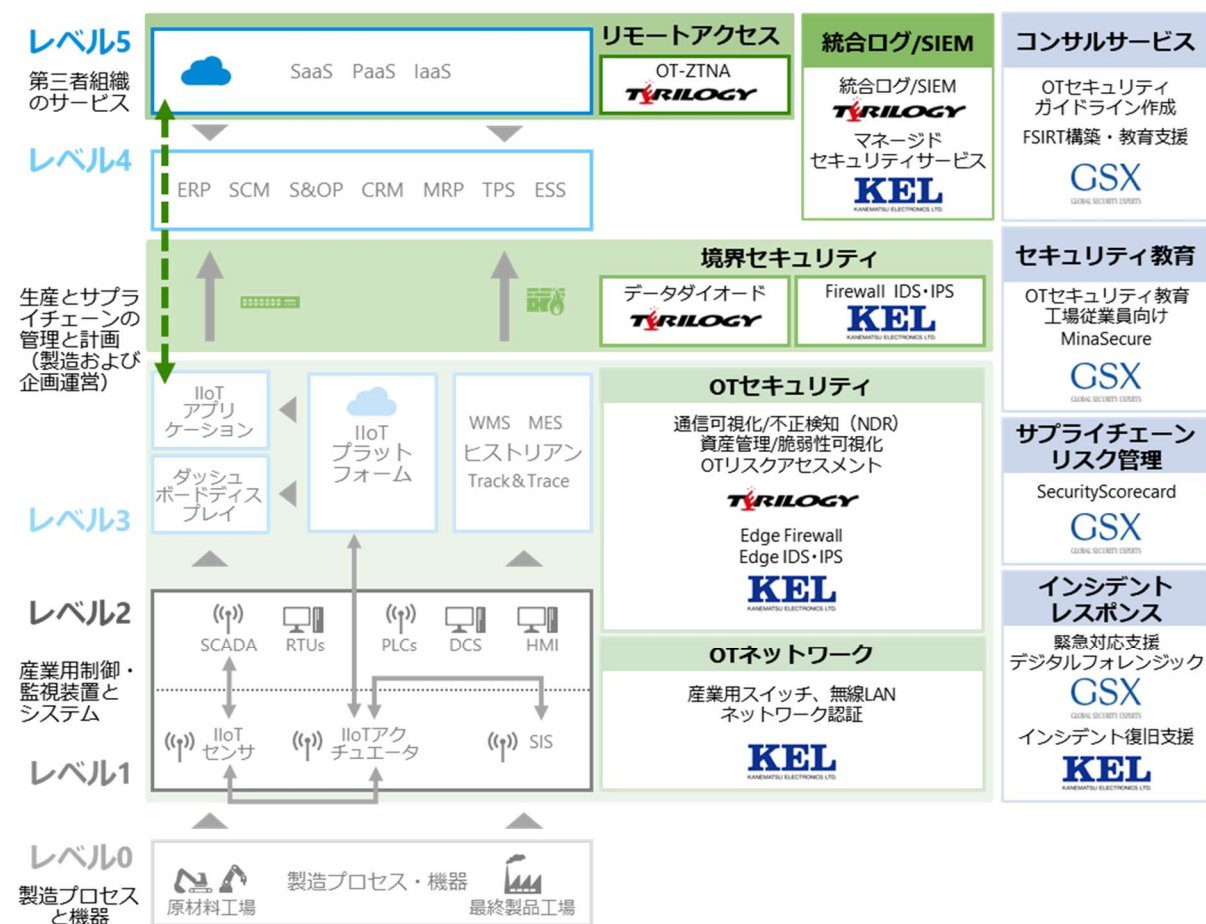 レベル5
第三者組織
のサービス
SaaS PaaS IaaS
リモートアクセス
OT-ZTNA
TERILOGY
統合ログ/SIEM
統合ログ/SIEM
TERILOGY
マネージド
セキュリティサービス
KEL
KANEMATSU ELECTRONICS LTD.
コンサルサービス
OTセキュリティ
ガイドライン作成
FSIRT構築・教育支援
GSX
GLOBAL SECURITY EXPERTS
レベル4
ERP SCM S&OP CRM MRP TPS ESS
生産とサプラ
イチェーンの
管理と計画
（製造および
企画運営）
境界セキュリティ
データダイオード
TERILOGY
Firewall IDS・IPS
KEL
KANEMATSU ELECTRONICS LTD.
セキュリティ教育
OTセキュリティ教育
工場従業員向け
MinaSecure
GSX
GLOBAL SECURITY EXPERTS
レベル3
IIoT
アプリ
ケーション
ダッシュ
ボードディス
プレイ
IIoT
プラット
フォーム
WMS MES
ヒストリアン
Track＆Trace
OTセキュリティ
通信可視化/不正検知（NDR）
資産管理/脆弱性可視化
OTリスクアセスメント
TERILOGY
Edge Firewall
Edge IDS・IPS
KEL
KANEMATSU ELECTRONICS LTD.
サプライチェーン
リスク管理
SecurityScorecard
GSX
GLOBAL SECURITY EXPERTS
レベル2
産業用制御・
監視装置と
システム
レベル1
SCADA RTUs PLCs DCS HMI
IIoT
センサ
IIoTアク
チュエータ
SIS
OTネットワーク
産業用スイッチ、無線LAN
ネットワーク認証
KEL
KANEMATSU ELECTRONICS LTD.
インシデント
レスポンス
緊急対応支援
デジタルフォレンジック
GSX
GLOBAL SECURITY EXPERTS
インシデント復旧支援
KEL
KANEMATSU ELECTRONICS LTD.
レベル0
製造プロセス
と機器
原材料工場
製造プロセス・機器
最終製品工場